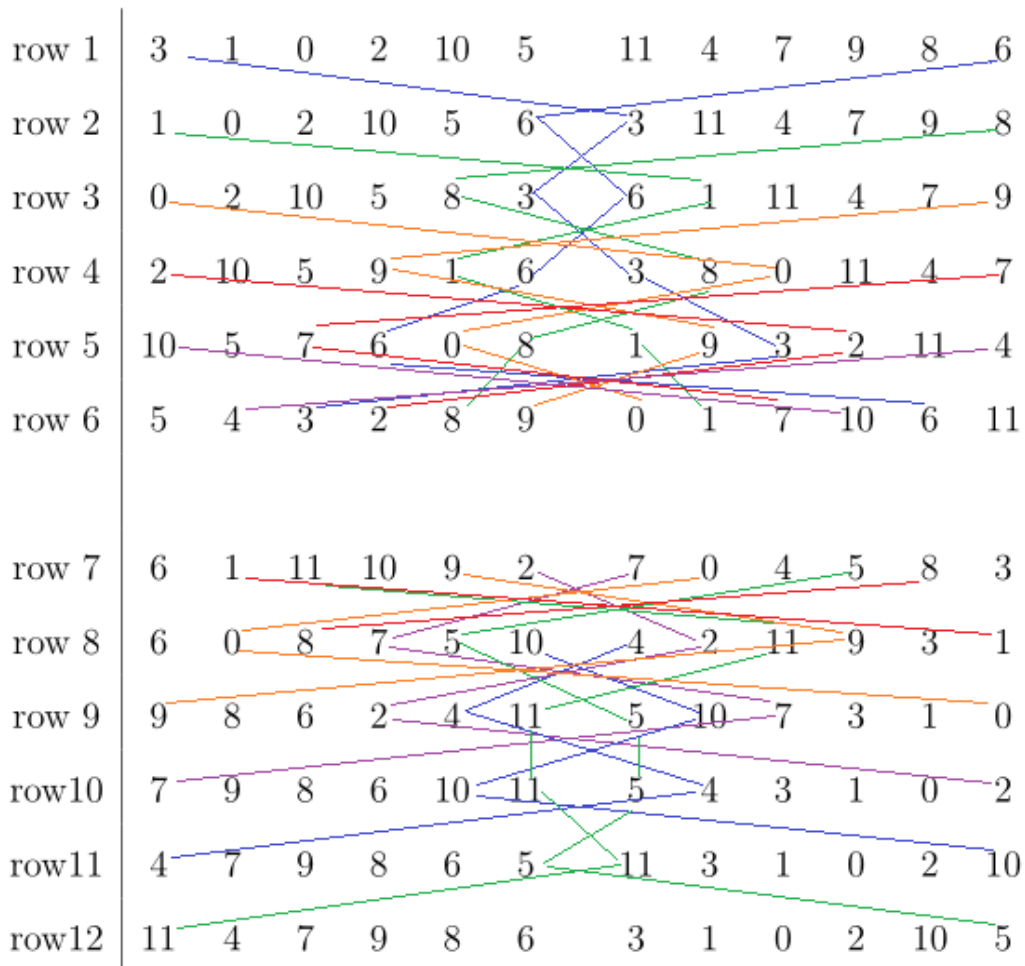 row 1 3 1 0 2 10 5 11 4 7 9 8 6
row 2 1 0 2 10 5 6 3 11 4 7 9 8
row 3 0 2 10 5 8 3 6 1 11 4 7 9
row 4 2 10 5 9 1 6 3 8 0 11 4 7
row 5 10 5 7 6 0 8 1 9 3 2 11 4
row 6 5 4 3 2 8 9 0 1 7 10 6 11
row 7 6 1 11 10 9 2 7 0 4 5 8 3
row 8 6 0 8 7 5 10 4 2 11 9 3 1
row 9 9 8 6 2 4 11 5 10 7 3 1 0
row10 7 9 8 6 10 11 5 4 3 1 0 2
row11 4 7 9 8 6 5 11 3 1 0 2 10
row12 11 4 7 9 8 6 3 1 0 2 10 5